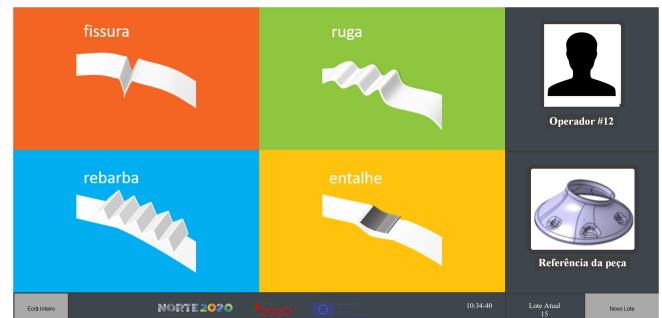 fissura
ruga
Operador #12
rebarba
entalhe
Referência da peça
Ecrã Inteiro
NORTE2020
2020
10:34:40
Lote Atual
15
Novo Lote